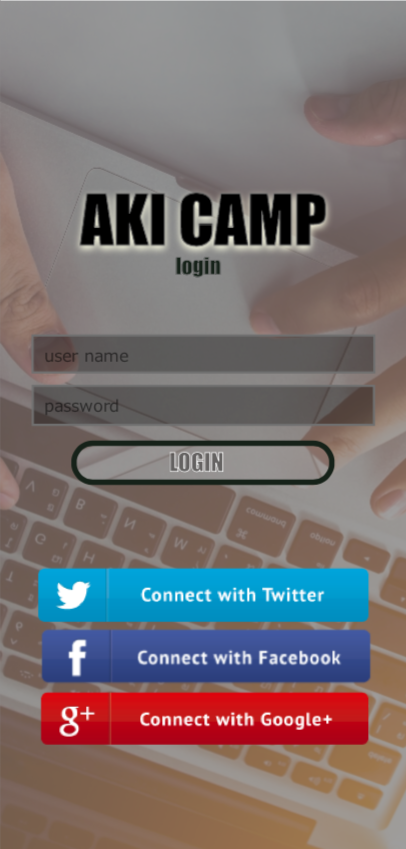 AKI CAMP
login
user name
password
LOGIN
Connect with Twitter
f
Connect with Facebook
g+
Connect with Google+